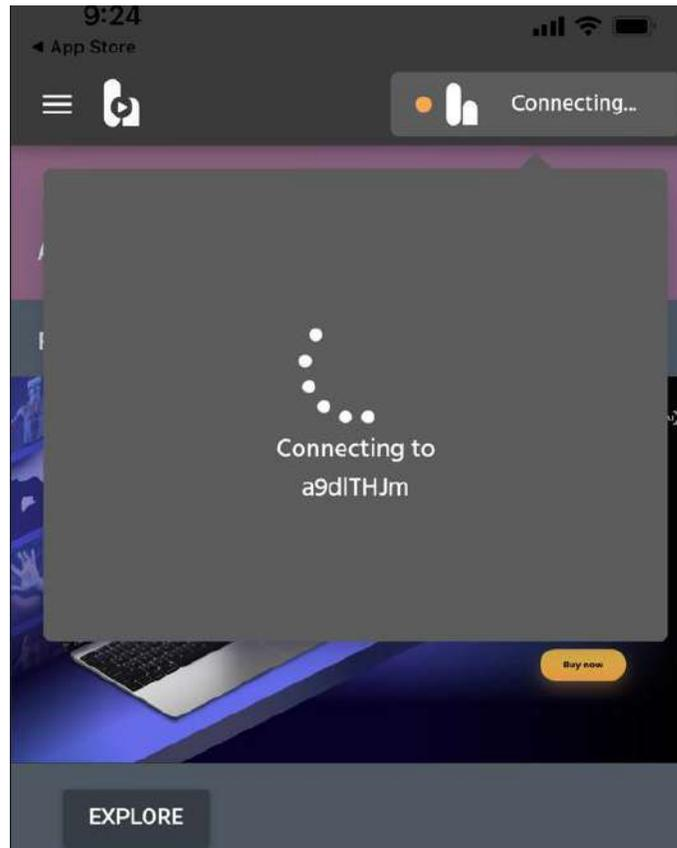 9:24
◀ App Store
Connecting...
Connecting to
a9dlTHJm
Buy now
EXPLORE